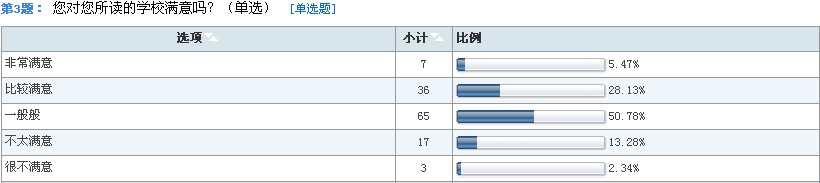 第3题： 您对您所读的学校满意吗？（单选） [单选题]
选项 小计 比例
非常满意 7 5.47%
比较满意 36 28.13%
一般般 65 50.78%
不太满意 17 13.28%
很不满意 3 2.34%